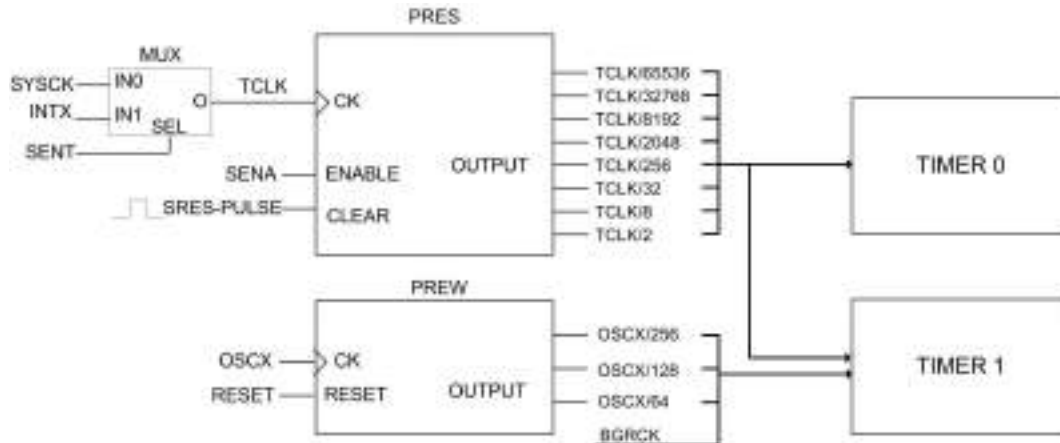 PRES
MUX
SYSCK
IN0
TCLK
INTX
IN1
O
SEL
SENT
CK
SENA
ENABLE
OUTPUT
SRES-PULSE
CLEAR
TCLK/65536
TCLK/32768
TCLK/8192
TCLK/2048
TCLK/256
TCLK/32
TCLK/8
TCLK/2
TIMER 0
PREW
OSCX
CK
RESET
RESET
OUTPUT
OSCX/256
OSCX/128
OSCX/64
BGRCK
TIMER 1